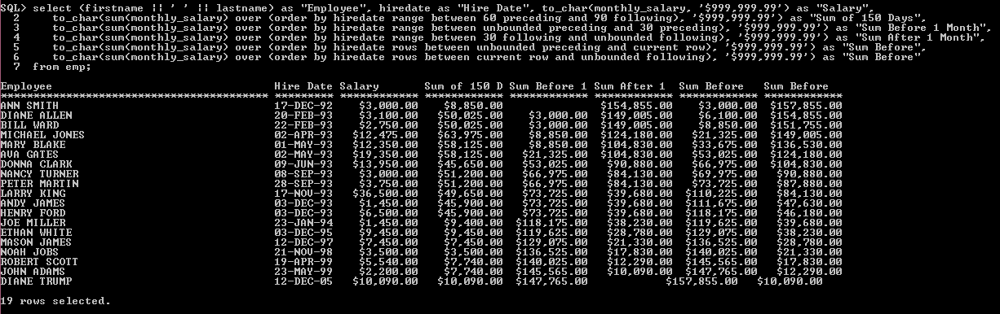 SQL> select (firstname || ' ' || lastname) as "Employee", hiredate as "Hire Date", to_char(monthly_salary, '$999,999.99') as "Salary",
2 to_char(sum(monthly_salary) over (order by hiredate range between 60 preceding and 90 following), '$999,999.99') as "Sum of 150 Days",
3 to_char(sum(monthly_salary) over (order by hiredate range between unbounded preceding and 30 preceding), '$999,999.99') as "Sum Before 1 Month",
4 to_char(sum(monthly_salary) over (order by hiredate range between 30 following and unbounded following), '$999,999.99') as "Sum After 1 Month",
5 to_char(sum(monthly_salary) over (order by hiredate rows between unbounded preceding and current row), '$999,999.99') as "Sum Before",
6 to_char(sum(monthly_salary) over (order by hiredate rows between current row and unbounded following), '$999,999.99') as "Sum Before"
7 from emp;
Employee Hire Date Salary Sum of 150 D Sum Before 1 Sum After 1 Sum Before Sum Before
***************************************** ********* ************ ************ ************ ************ ************ ************
ANN SMITH 17-DEC-92 $3,000.00 $8,850.00 $154,855.00 $3,000.00 $157,855.00
DIANE ALLEN 20-FEB-93 $3,100.00 $50,025.00 $3,000.00 $149,005.00 $6,100.00 $154,855.00
BILL WARD 22-FEB-93 $2,750.00 $50,025.00 $3,000.00 $149,005.00 $8,850.00 $151,755.00
MICHAEL JONES 02-APR-93 $12,475.00 $63,975.00 $8,850.00 $124,180.00 $21,325.00 $149,005.00
MARY BLAKE 01-MAY-93 $12,350.00 $58,125.00 $8,850.00 $104,830.00 $33,675.00 $136,530.00
AVA GATES 02-MAY-93 $19,350.00 $58,125.00 $21,325.00 $104,830.00 $53,025.00 $124,180.00
DONNA CLARK 09-JUN-93 $13,950.00 $45,650.00 $53,025.00 $90,880.00 $66,975.00 $104,830.00
NANCY TURNER 08-SEP-93 $3,000.00 $51,200.00 $66,975.00 $84,130.00 $69,975.00 $90,880.00
PETER MARTIN 28-SEP-93 $3,750.00 $51,200.00 $66,975.00 $84,130.00 $73,725.00 $87,880.00
LARRY KING 17-NOV-93 $36,500.00 $49,650.00 $73,725.00 $39,680.00 $110,225.00 $84,130.00
ANDY JAMES 03-DEC-93 $1,450.00 $45,900.00 $73,725.00 $39,680.00 $111,675.00 $47,630.00
HENRY FORD 03-DEC-93 $6,500.00 $45,900.00 $73,725.00 $39,680.00 $118,175.00 $46,180.00
JOE MILLER 23-JAN-94 $1,450.00 $9,400.00 $118,175.00 $38,230.00 $119,625.00 $39,680.00
ETHAN WHITE 03-DEC-95 $9,450.00 $9,450.00 $119,625.00 $28,780.00 $129,075.00 $38,230.00
MASON JAMES 12-DEC-97 $7,450.00 $7,450.00 $129,075.00 $21,330.00 $136,525.00 $28,780.00
NOAH JOBS 21-NOV-98 $3,500.00 $3,500.00 $136,525.00 $17,830.00 $140,025.00 $21,330.00
ROBERT SCOTT 19-APR-99 $5,540.00 $7,740.00 $140,025.00 $12,290.00 $145,565.00 $17,830.00
JOHN ADAMS 23-MAY-99 $2,200.00 $7,740.00 $145,565.00 $10,090.00 $147,765.00 $12,290.00
DIANE TRUMP 12-DEC-05 $10,090.00 $10,090.00 $147,765.00 $157,855.00 $10,090.00
19 rows selected.